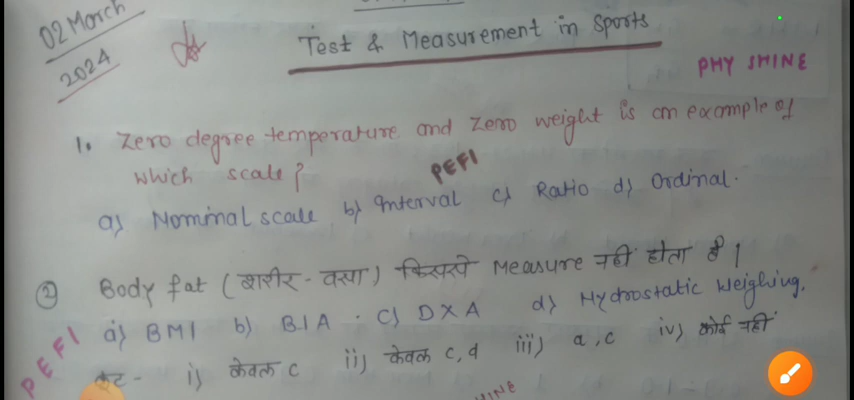 02 March
2024
Test & Measurement in Sports
PHY SHINE
1. Zero degree temperature and Zero weight is an example of
which scale?
PEFI
a) Nominal scale b) Interval c) Ratio d) Ordinal.
② Body fat (शरीर - वसा) किससे Measure नहीं होता है।
a) BMI b) BIA . c) DXA d) Hydrostatic Weighing.
PEFI
कूट - i) केवल c ii) केवल c, d iii) a, c iv) कोई नहीं
SHINE